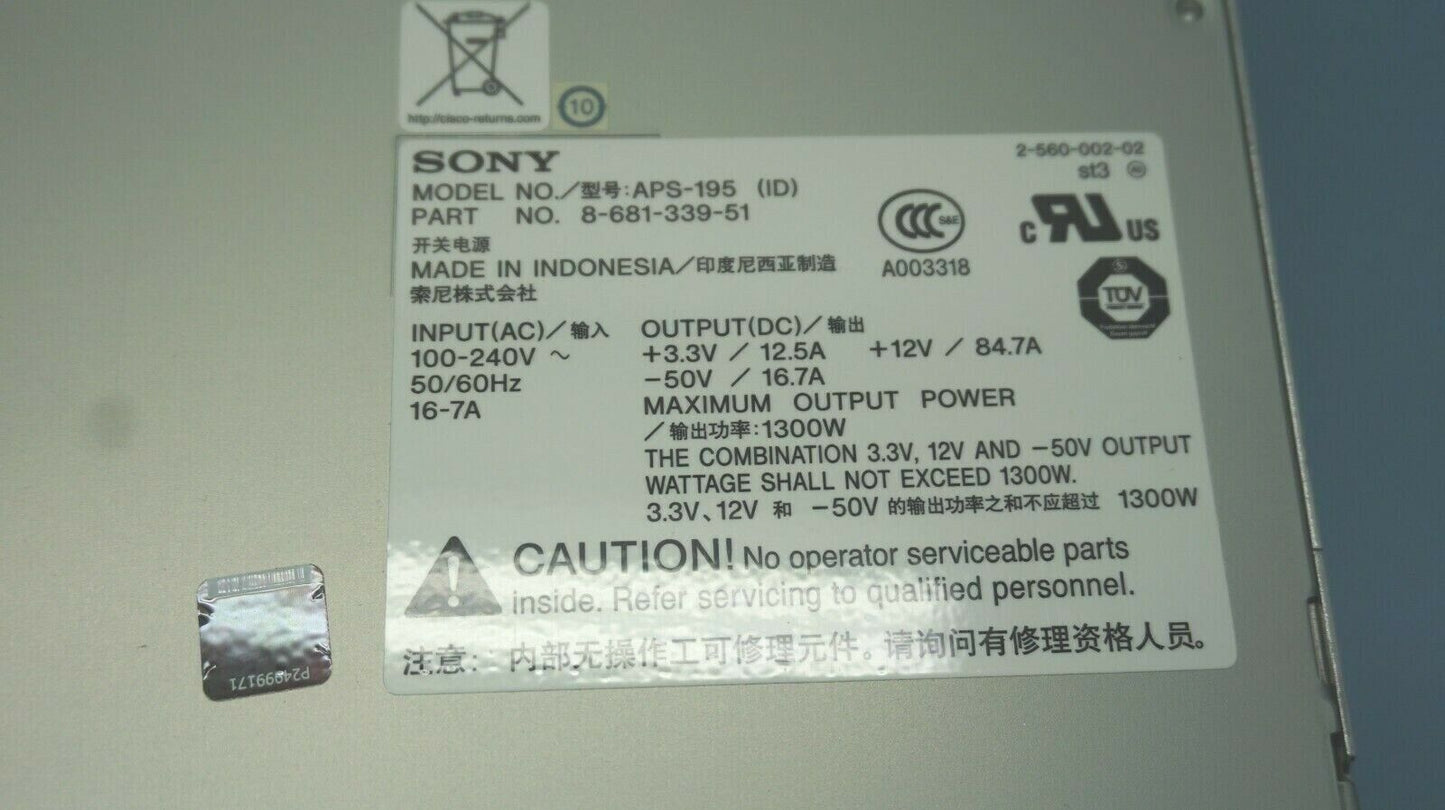 http://cisco-returns.com
10
SONY
2-560-002-02
st3
MODEL NO./型号:APS-195 (ID)
PART NO. 8-681-339-51
开关电源
MADE IN INDONESIA/印度尼西亚制造
索尼株式会社
CCC S&E
A003318
c RU US
TÜV
INPUT(AC)/输入
100-240V ~
50/60Hz
16-7A
OUTPUT(DC)/输出
+3.3V / 12.5A +12V / 84.7A
-50V / 16.7A
MAXIMUM OUTPUT POWER
/输出功率:1300W
THE COMBINATION 3.3V, 12V AND -50V OUTPUT
WATTAGE SHALL NOT EXCEED 1300W.
3.3V、12V 和 -50V 的输出功率之和不应超过 1300W
CAUTION! No operator serviceable parts
inside. Refer servicing to qualified personnel.
注意: 内部无操作工可修理元件。请询问有修理资格人员。
P24999171